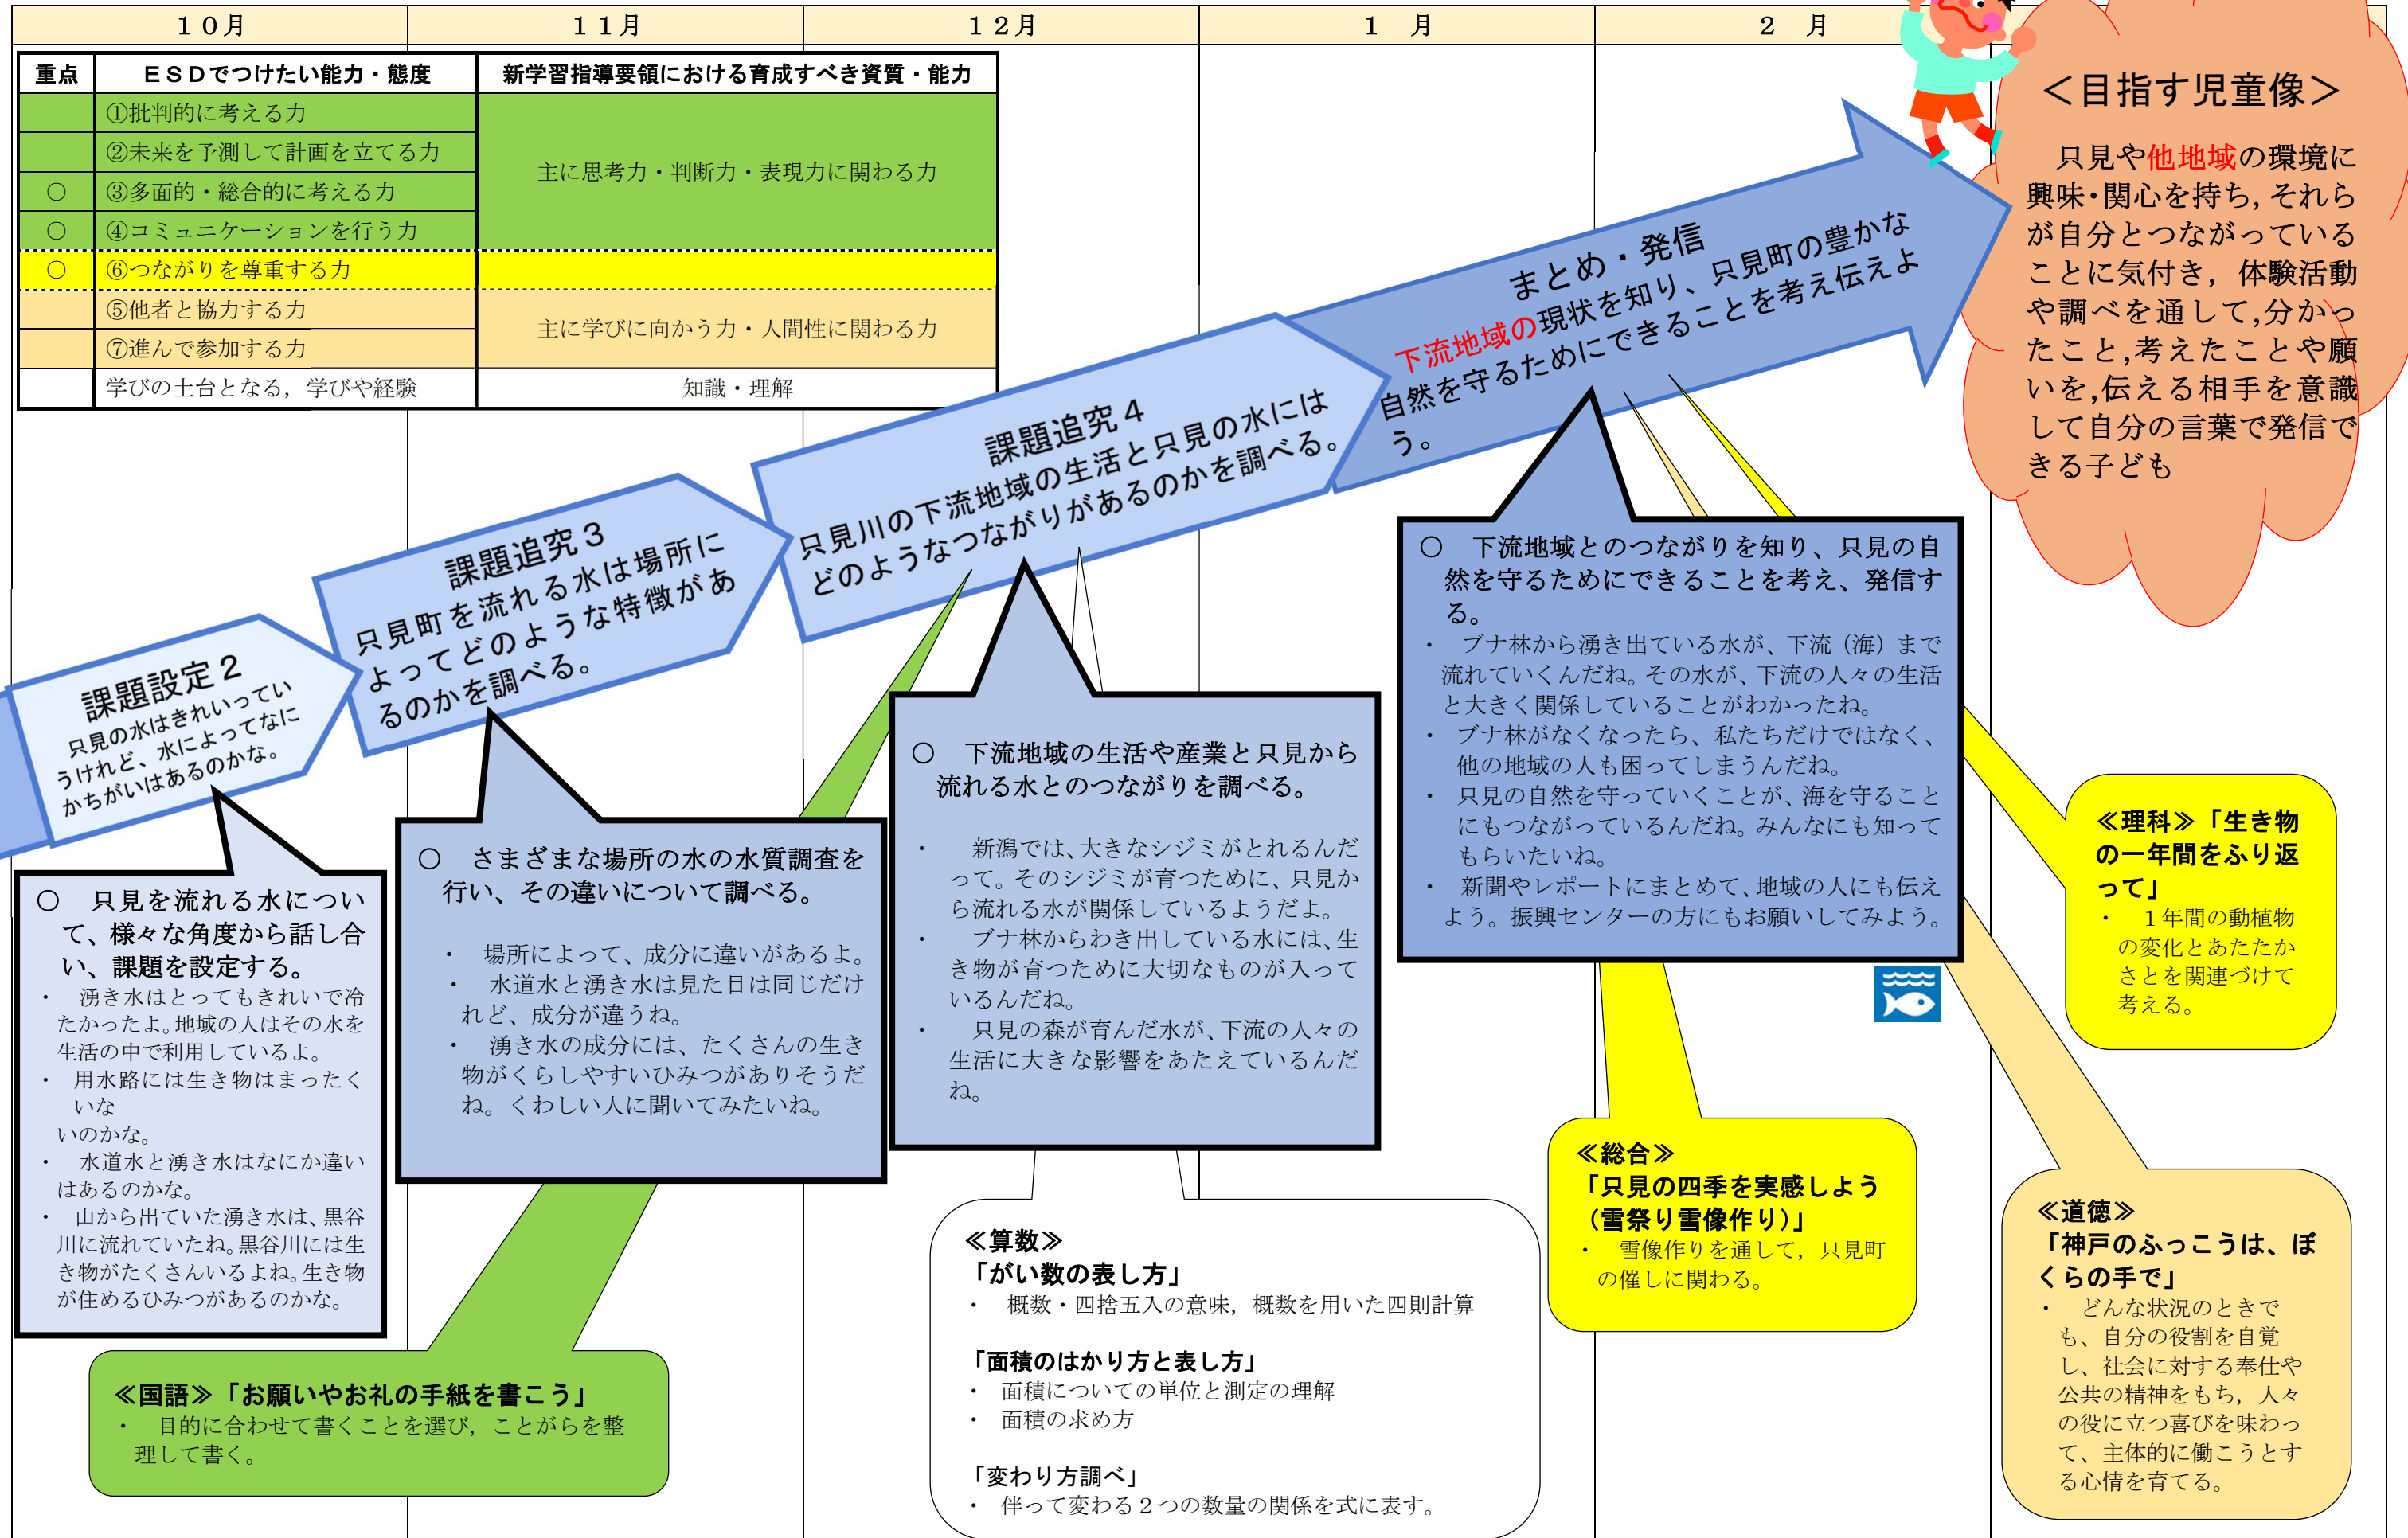 １０月
１１月
１２月
１　月
２　月
重点
ＥＳＤでつけたい能力・態度
新学習指導要領における育成すべき資質・能力
①批判的に考える力
②未来を予測して計画を立てる力
○
③多面的・総合的に考える力
○
④コミュニケーションを行う力
主に思考力・判断力・表現力に関わる力
○
⑥つながりを尊重する力
⑤他者と協力する力
⑦進んで参加する力
主に学びに向かう力・人間性に関わる力
学びの土台となる，学びや経験
知識・理解
＜目指す児童像＞
只見や他地域の環境に
興味・関心を持ち，それら
が自分とつながっている
ことに気付き，体験活動
や調べを通して，分かっ
たこと，考えたことや願
いを，伝える相手を意識
して自分の言葉で発信で
きる子ども
課題設定２
只見の水はきれいってい
うけれど、水によってなに
かちがいはあるのかな。
課題追究３
只見町を流れる水は場所に
よってどのような特徴があ
るのかを調べる。
課題追究４
只見川の下流地域の生活と只見の水には
どのようなつながりがあるのかを調べる。
まとめ・発信
下流地域の現状を知り、只見町の豊かな
自然を守るためにできることを考え伝えよ
う。
○　只見を流れる水につい
て、様々な角度から話し合
い、課題を設定する。
・　湧き水はとってもきれいで冷
たかったよ。地域の人はその水を
生活の中で利用しているよ。
・　用水路には生き物はまったく
いな
いのかな。
・　水道水と湧き水はなにか違い
はあるのかな。
・　山から出ていた湧き水は、黒谷
川に流れていたね。黒谷川には生
き物がたくさんいるよね。生き物
が住めるひみつがあるのかな。
○　さまざまな場所の水の水質調査を
行い、その違いについて調べる。
・　場所によって、成分に違いがあるよ。
・　水道水と湧き水は見た目は同じだけ
れど、成分が違うね。
・　湧き水の成分には、たくさんの生き
物がくらしやすいひみつがありそうだ
ね。くわしい人に聞いてみたいね。
○　下流地域の生活や産業と只見から
流れる水とのつながりを調べる。
・　新潟では、大きなシジミがとれるんだ
って。そのシジミが育つために、只見か
ら流れる水が関係しているようだよ。
・　ブナ林からわき出している水には、生
き物が育つために大切なものが入って
いるんだね。
・　只見の森が育んだ水が、下流の人々の
生活に大きな影響をあたえているんだ
ね。
○　下流地域とのつながりを知り、只見の自
然を守るためにできることを考え、発信す
る。
・　ブナ林から湧き出ている水が、下流（海）まで
流れていくんだね。その水が、下流の人々の生活
と大きく関係していることがわかったね。
・　ブナ林がなくなったら、私たちだけではなく、
他の地域の人も困ってしまうんだね。
・　只見の自然を守っていくことが、海を守ること
にもつながっているんだね。みんなにも知って
もらいたいね。
・　新聞やレポートにまとめて、地域の人にも伝え
よう。振興センターの方にもお願いしてみよう。
≪国語≫「お願いやお礼の手紙を書こう」
・　目的に合わせて書くことを選び，ことがらを整
理して書く。
≪算数≫
「がい数の表し方」
・　概数・四捨五入の意味，概数を用いた四則計算
「面積のはかり方と表し方」
・　面積についての単位と測定の理解
・　面積の求め方
「変わり方調べ」
・　伴って変わる２つの数量の関係を式に表す。
≪総合≫
「只見の四季を実感しよう
（雪祭り雪像作り）」
・　雪像作りを通して，只見町
の催しに関わる。
≪理科≫「生き物
の一年間をふり返
って」
・　１年間の動植物
の変化とあたたか
さとを関連づけて
考える。
≪道徳≫
「神戸のふっこうは、ぼ
くらの手で」
・　どんな状況のときで
も、自分の役割を自覚
し、社会に対する奉仕や
公共の精神をもち，人々
の役に立つ喜びを味わっ
て、主体的に働こうとす
る心情を育てる。